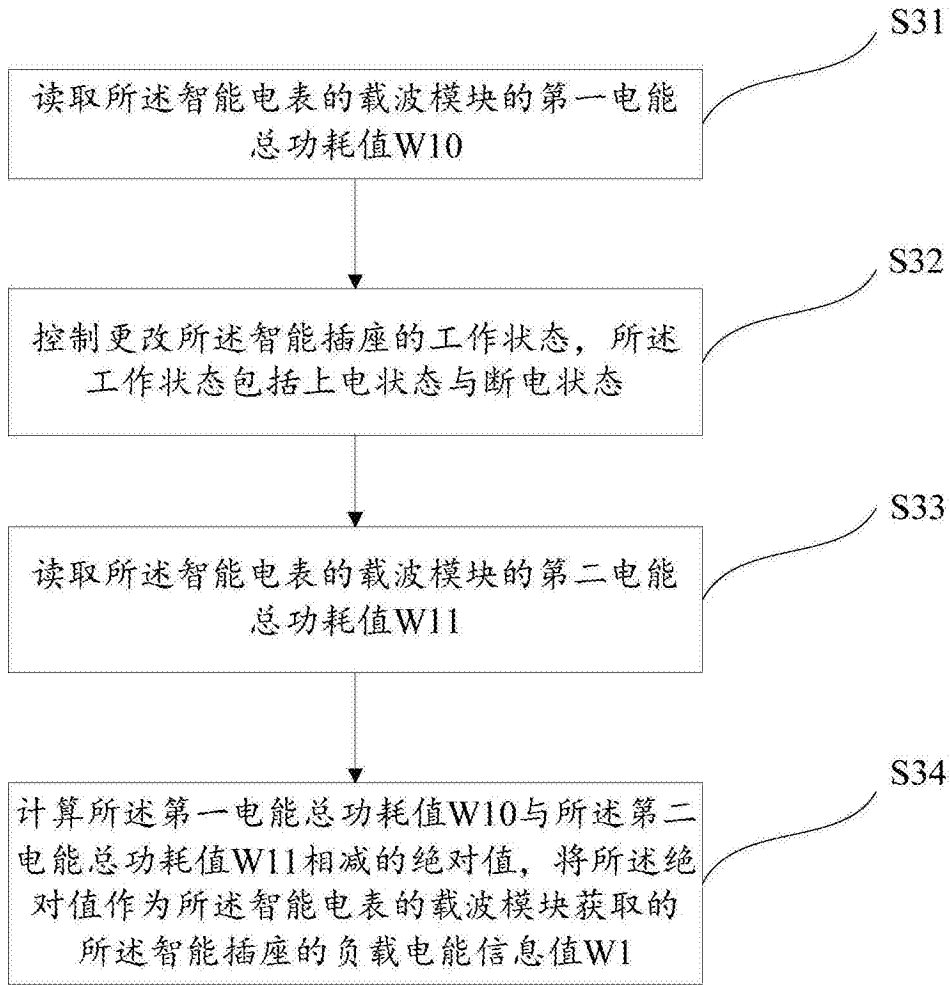 S31
读取所述智能电表的载波模块的第一电能
总功耗值W10
S32
控制更改所述智能插座的工作状态，所述
工作状态包括上电状态与断电状态
S33
读取所述智能电表的载波模块的第二电能
总功耗值W11
S34
计算所述第一电能总功耗值W10与所述第二
电能总功耗值W11相减的绝对值，将所述绝
对值作为所述智能电表的载波模块获取的
所述智能插座的负载电能信息值W1